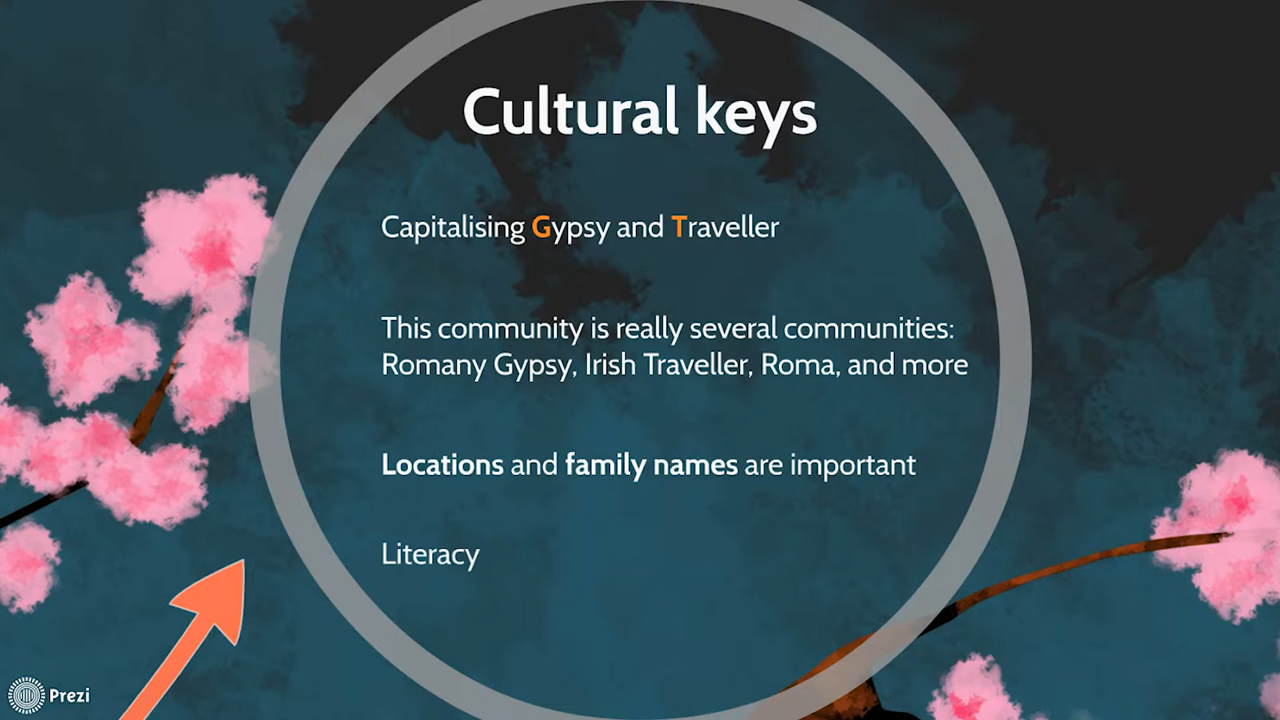 Cultural keys
Capitalising Gypsy and Traveller
This community is really several communities:
Romany Gypsy, Irish Traveller, Roma, and more
Locations and family names are important
Literacy
Prezi